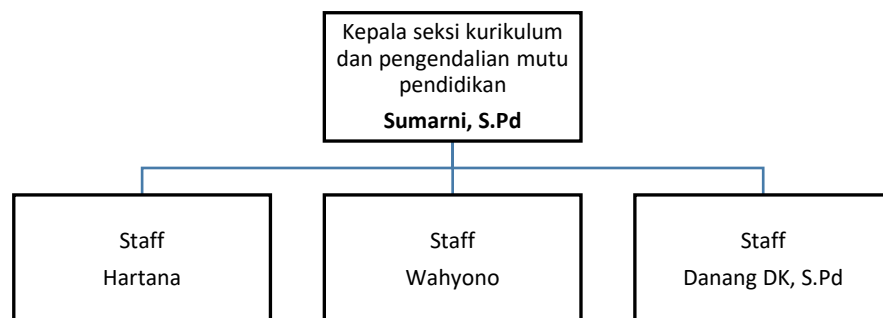 Kepala seksi kurikulum
dan pengendalian mutu
pendidikan
Sumarni, S.Pd
Staff
Hartana
Staff
Wahyono
Staff
Danang DK, S.Pd